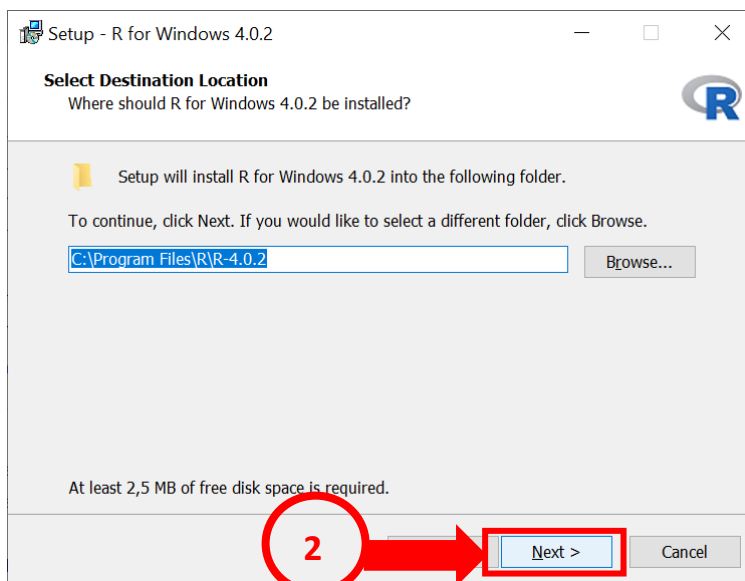 Setup - R for Windows 4.0.2
Select Destination Location
Where should R for Windows 4.0.2 be installed?
R
Setup will install R for Windows 4.0.2 into the following folder.
To continue, click Next. If you would like to select a different folder, click Browse.
C:\Program Files\R\R-4.0.2
Browse...
At least 2,5 MB of free disk space is required.
2
Next >
Cancel